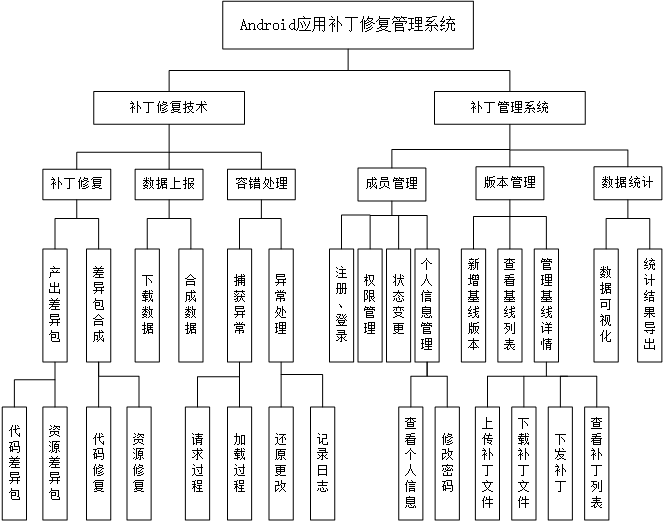 Android应用补丁修复管理系统
补丁修复技术
补丁管理系统
补丁修复
数据上报
容错处理
成员管理
版本管理
数据统计
产出差异包
差异包合成
下载数据
合成数据
捕获异常
异常处理
注册、登录
权限管理
状态变更
个人信息管理
新增基线版本
查看基线列表
管理基线详情
数据可视化
统计结果导出
代码差异包
资源差异包
代码修复
资源修复
请求过程
加载过程
还原更改
记录日志
查看个人信息
修改密码
上传补丁文件
下载补丁文件
下发补丁
查看补丁列表